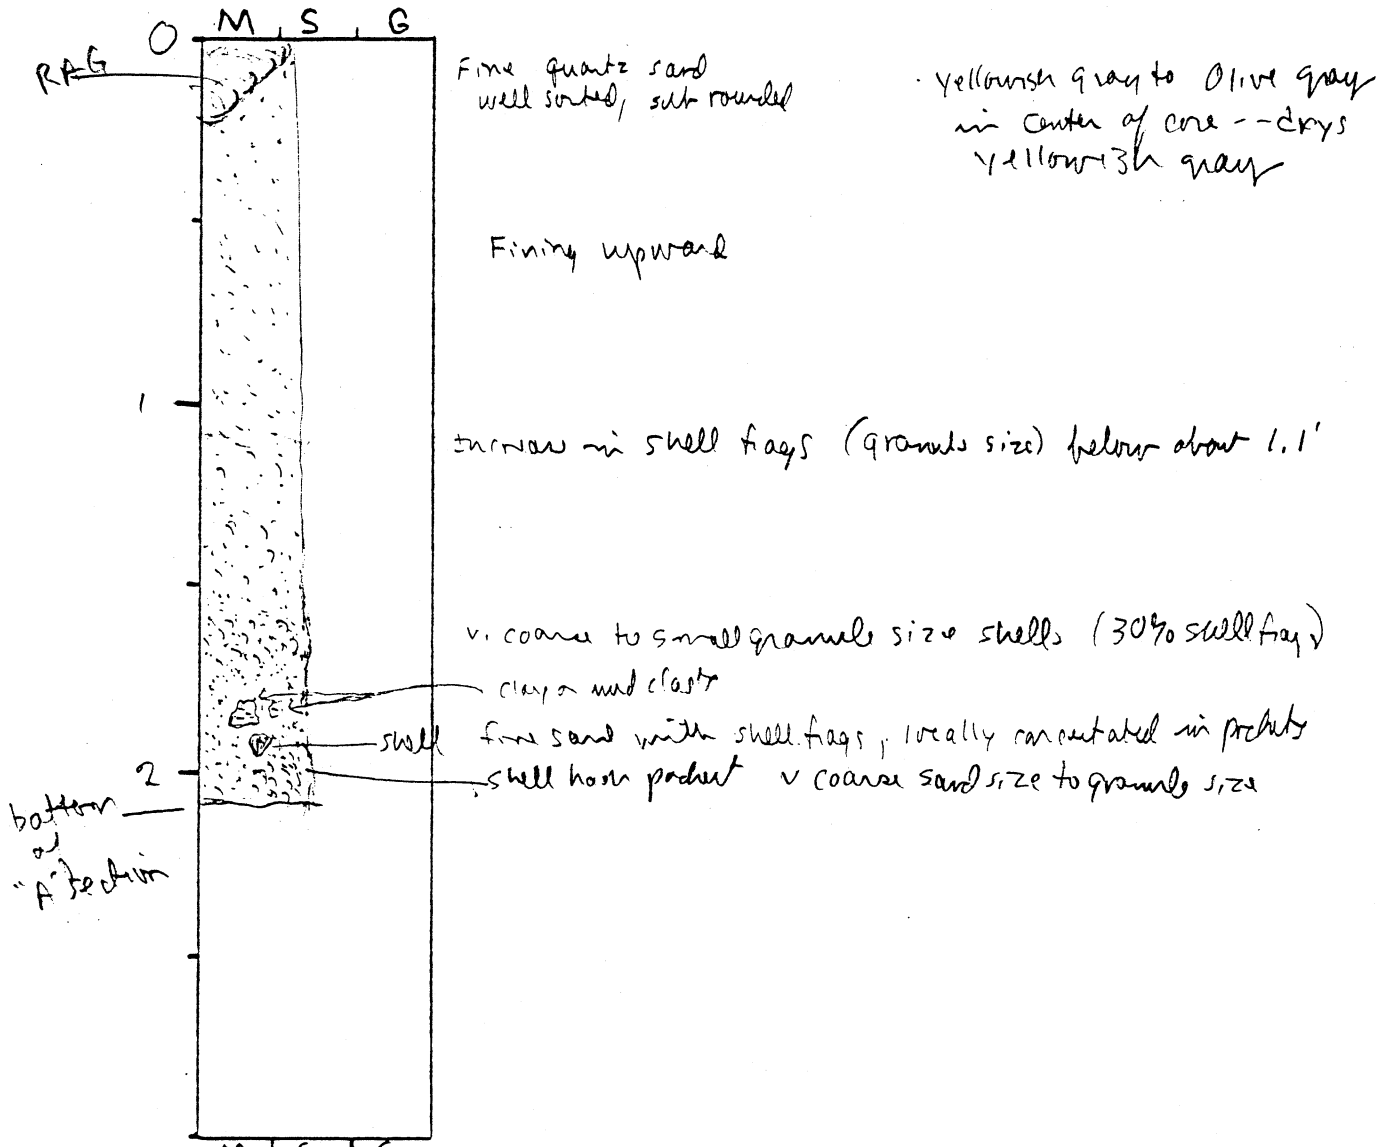 M S G
0
RAG
Fine quartz sand
well sorted, sub rounded
yellowish gray to Olive gray
in center of core -- drys
yellowish gray
Fining upward
1
Increase in shell frags (granule size) below about 1.1'
v. coarse to small granule size shells (30% shell frags)
clay or mud clasts
shell
fine sand with shell frags, locally concentrated in pockets
2
shell hash pocket v coarse sand size to granule size
bottom
of
"A" section
M S G